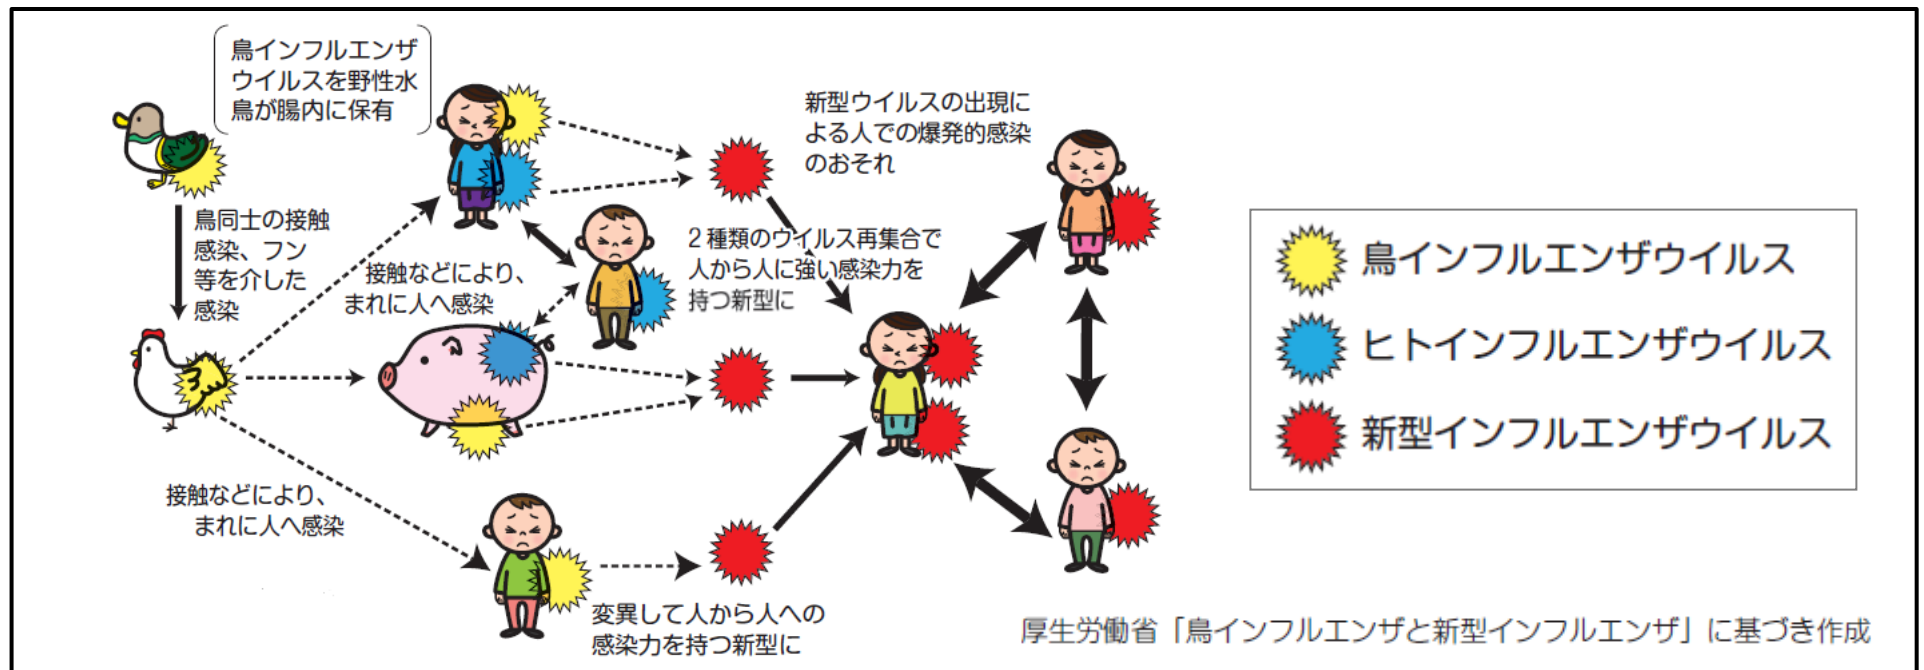 鳥インフルエンザ
ウイルスを野性水
鳥が腸内に保有
鳥同士の接触
感染、フン
等を介した
感染
接触などにより、
まれに人へ感染
接触などにより、
まれに人へ感染
新型ウイルスの出現に
よる人での爆発的感染
のおそれ
2種類のウイルス再集合で
人から人に強い感染力を
持つ新型に
変異して人から人への
感染力を持つ新型に
鳥インフルエンザウイルス
ヒトインフルエンザウイルス
新型インフルエンザウイルス
厚生労働省「鳥インフルエンザと新型インフルエンザ」に基づき作成